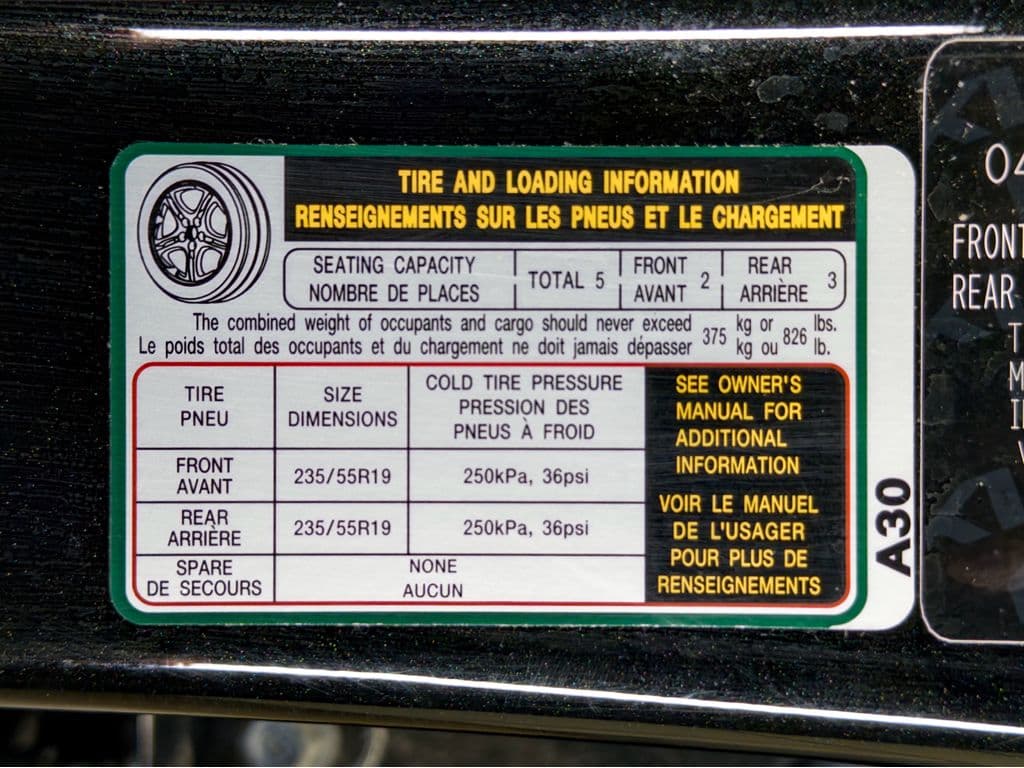 TIRE AND LOADING INFORMATION
RENSEIGNEMENTS SUR LES PNEUS ET LE CHARGEMENT
SEATING CAPACITY
NOMBRE DE PLACES
TOTAL 5
FRONT
AVANT 2
REAR
ARRIÈRE 3
The combined weight of occupants and cargo should never exceed 375 kg or 826 lbs.
Le poids total des occupants et du chargement ne doit jamais dépasser kg ou lb.
TIRE
PNEU
SIZE
DIMENSIONS
COLD TIRE PRESSURE
PRESSION DES
PNEUS À FROID
FRONT
AVANT
235/55R19
250kPa, 36psi
REAR
ARRIÈRE
235/55R19
250kPa, 36psi
SPARE
DE SECOURS
NONE
AUCUN
SEE OWNER'S
MANUAL FOR
ADDITIONAL
INFORMATION
VOIR LE MANUEL
DE L'USAGER
POUR PLUS DE
RENSEIGNEMENTS
A30
04
FRONT
REAR